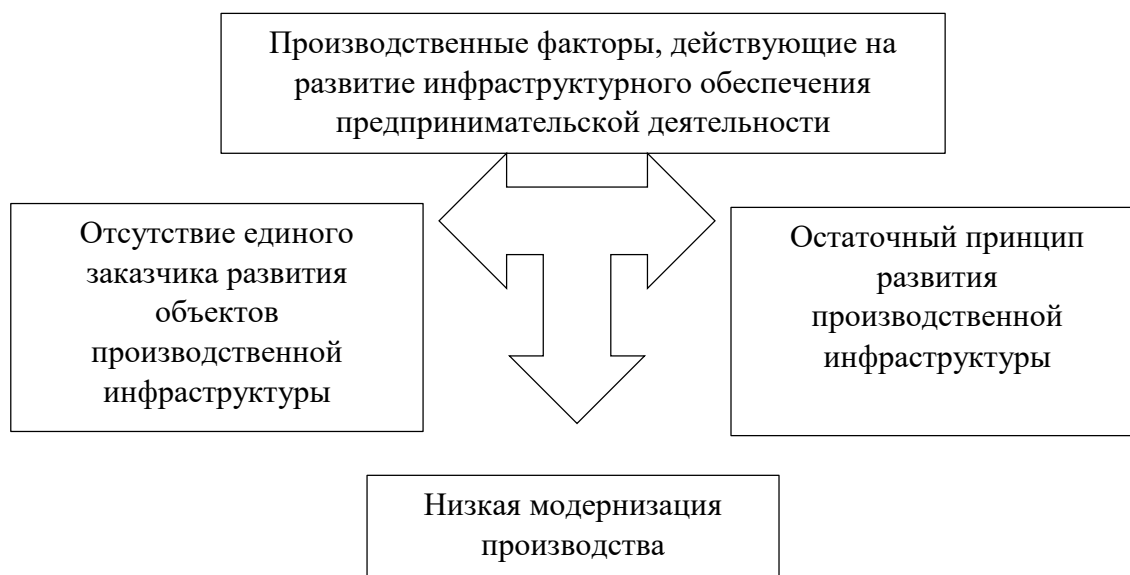 Производственные факторы, действующие на
развитие инфраструктурного обеспечения
предпринимательской деятельности
Отсутствие единого
заказчика развития
объектов
производственной
инфраструктуры
Остаточный принцип
развития
производственной
инфраструктуры
Низкая модернизация
производства